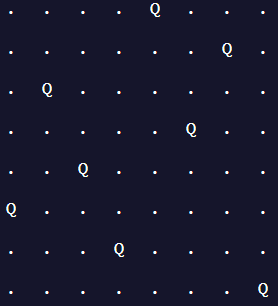 . . . . Q . . .
. . . . . . Q .
. Q . . . . . .
. . . . . Q . .
. . Q . . . . .
Q . . . . . . .
. . . Q . . . .
. . . . . . . Q